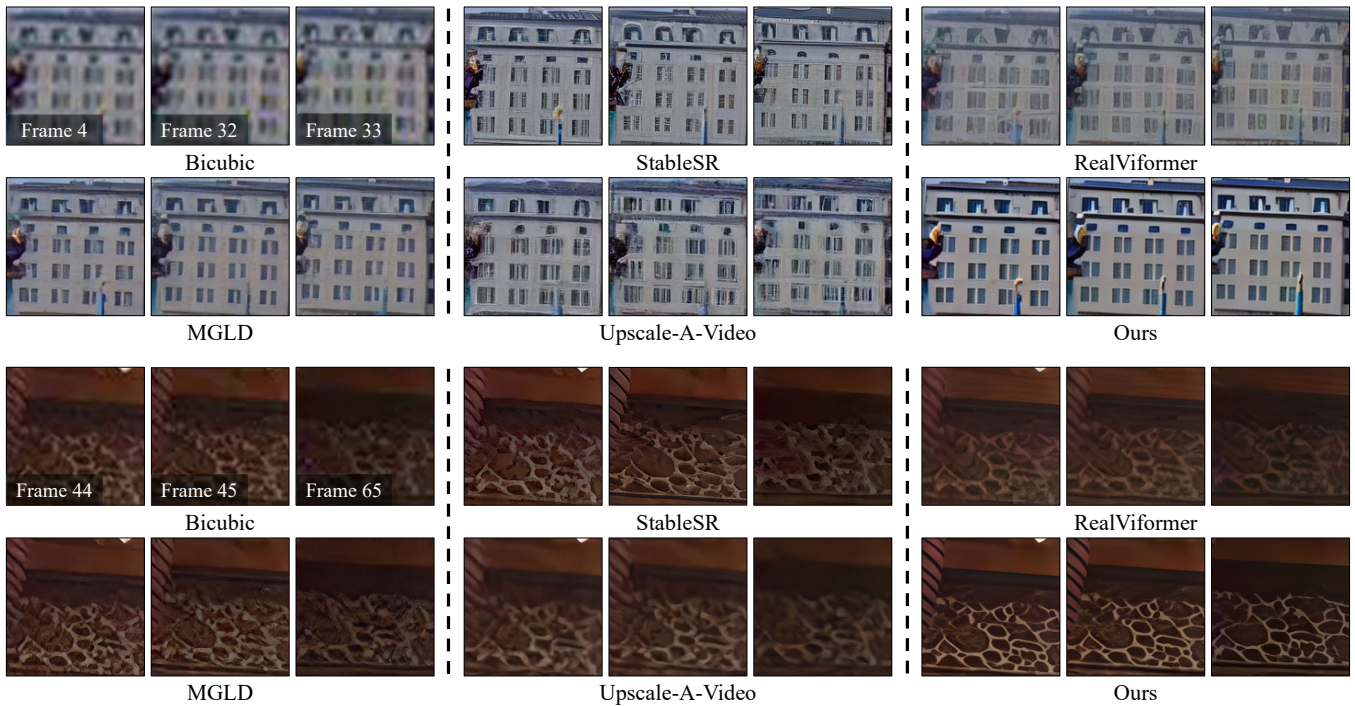 Frame 4 Frame 32 Frame 33
Bicubic StableSR RealViformer
MGLD Upscale-A-Video Ours
Frame 44 Frame 45 Frame 65
Bicubic StableSR RealViformer
MGLD Upscale-A-Video Ours